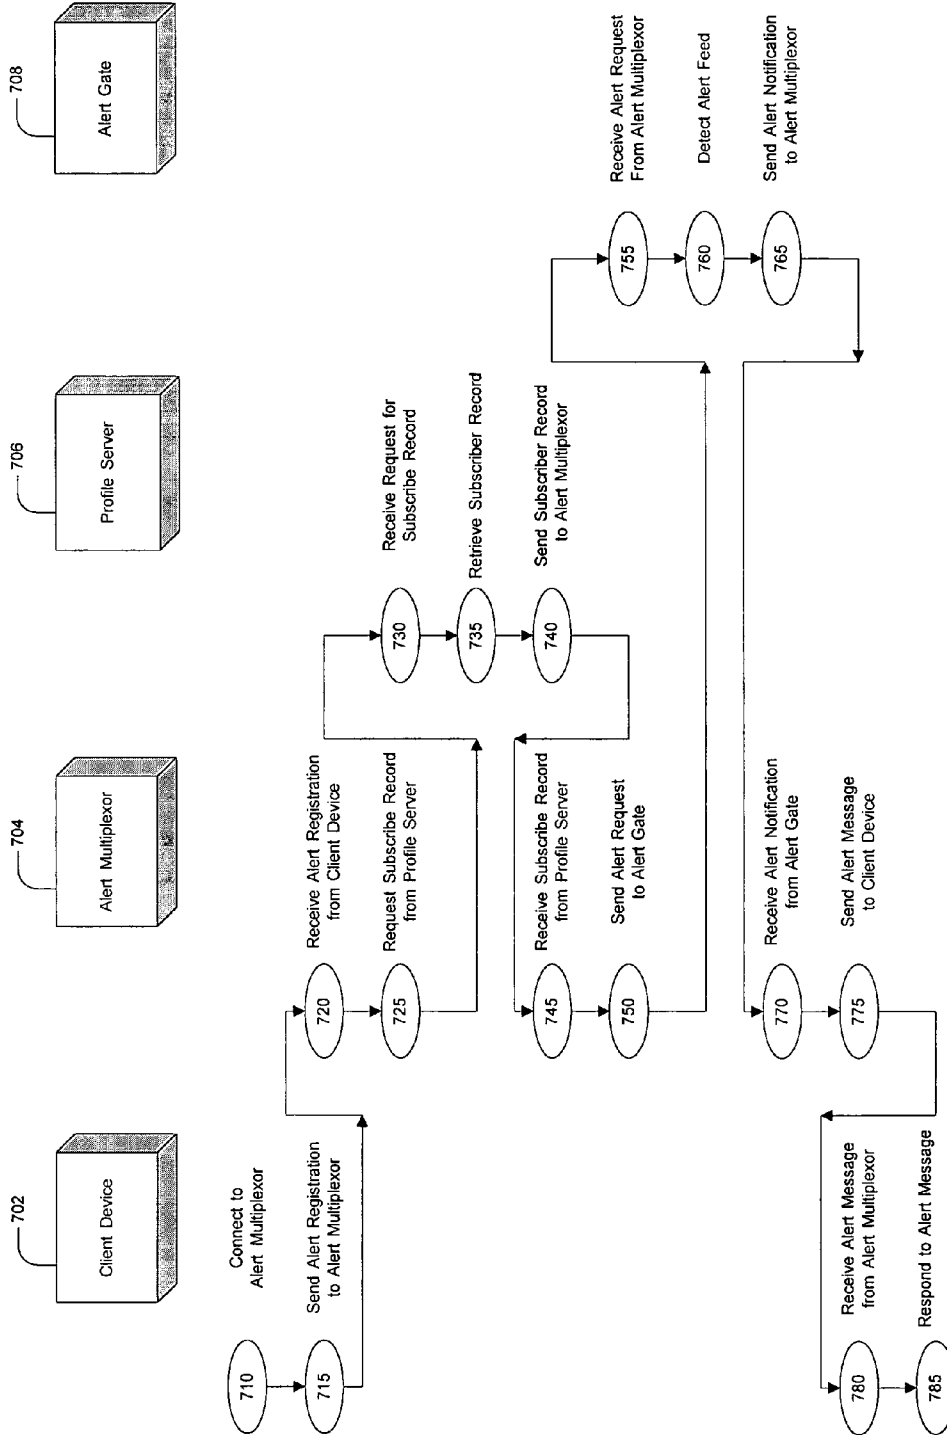 702
Client Device
704
Alert Multiplexor
706
Profile Server
708
Alert Gate
710
Connect to
Alert Multiplexor
715
Send Alert Registration
to Alert Multiplexor
720
Receive Alert Registration
from Client Device
725
Request Subscribe Record
from Profile Server
730
Receive Request for
Subscribe Record
735
Retrieve Subscriber Record
740
Send Subscriber Record
to Alert Multiplexor
745
Receive Subscribe Record
from Profile Server
750
Send Alert Request
to Alert Gate
755
Receive Alert Request
From Alert Multiplexor
760
Detect Alert Feed
765
Send Alert Notification
to Alert Multiplexor
770
Receive Alert Notification
from Alert Gate
775
Send Alert Message
to Client Device
780
Receive Alert Message
from Alert Multiplexor
785
Respond to Alert Message